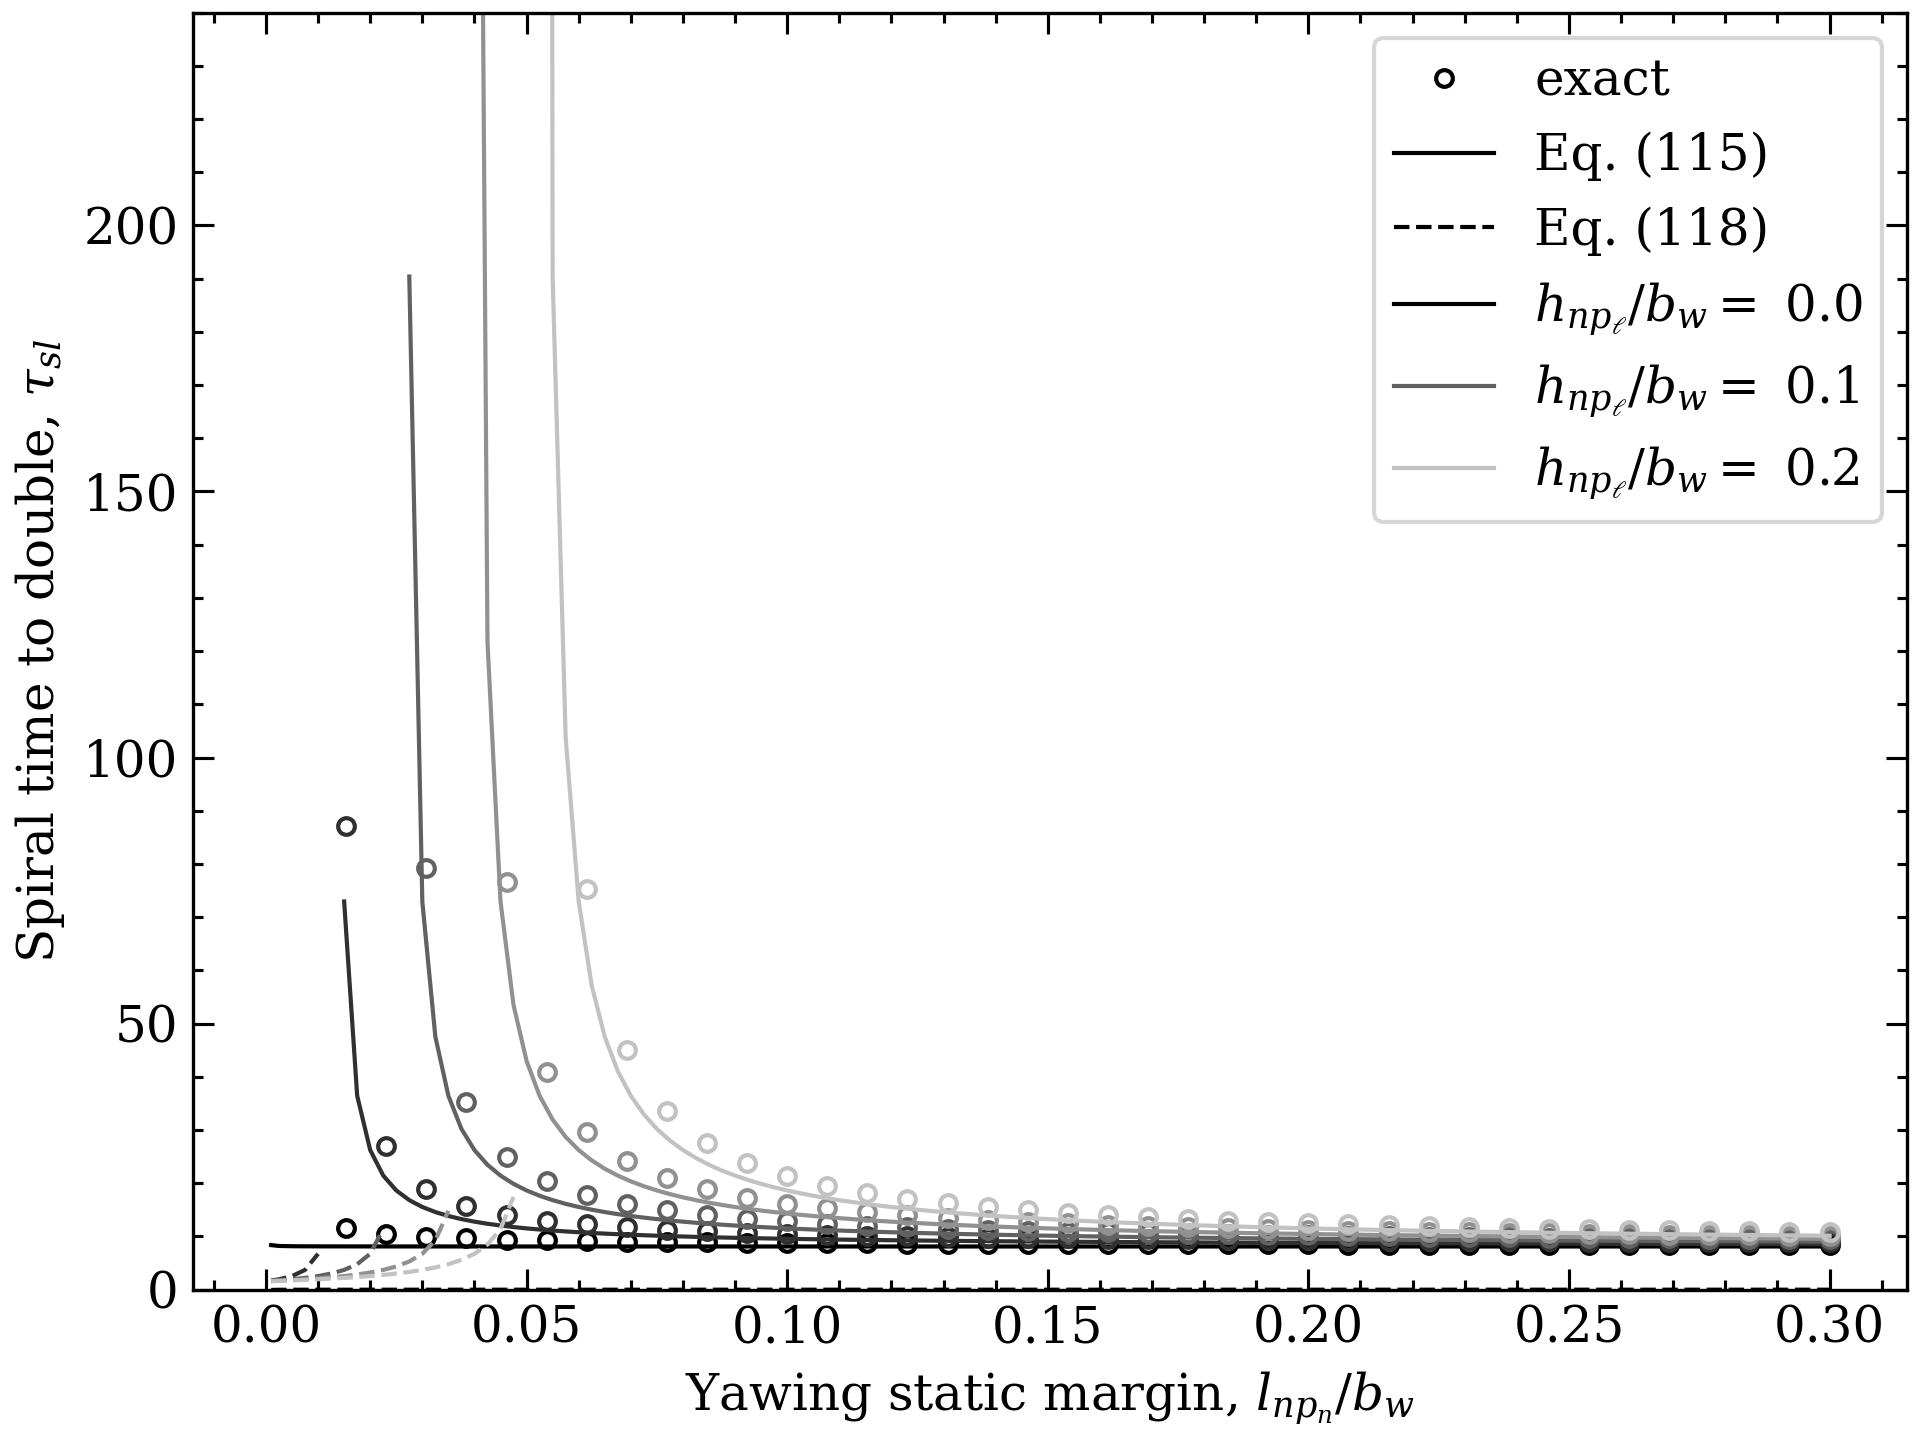 200
150
100
50
0
Spiral time to double, τ_{sl}
exact
Eq. (115)
Eq. (118)
h_{np_ℓ}/b_w = 0.0
h_{np_ℓ}/b_w = 0.1
h_{np_ℓ}/b_w = 0.2
0.00 0.05 0.10 0.15 0.20 0.25 0.30
Yawing static margin, l_{np_n}/b_w